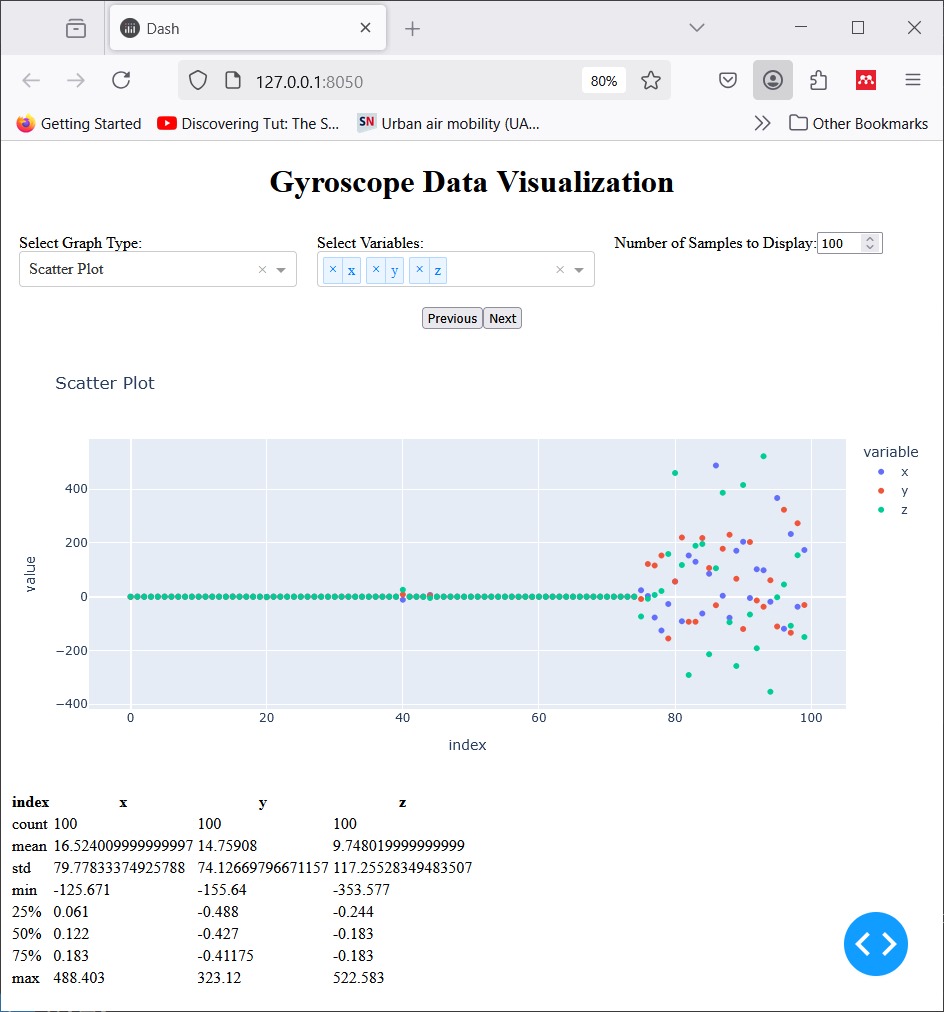 Dash
127.0.0.1:8050
80%
Getting Started
Discovering Tut: The S...
SN Urban air mobility (UA...
Other Bookmarks
Gyroscope Data Visualization
Select Graph Type:
Select Variables:
Number of Samples to Display: 100
Scatter Plot
× x × y × z
Previous Next
Scatter Plot
variable
x
y
z
value
400
200
0
−200
−400
0 20 40 60 80 100
index
index x y z
count 100 100 100
mean 16.524009999999997 14.75908 9.748019999999999
std 79.77833374925788 74.12669796671157 117.25528349483507
min -125.671 -155.64 -353.577
25% 0.061 -0.488 -0.244
50% 0.122 -0.427 -0.183
75% 0.183 -0.41175 -0.183
max 488.403 323.12 522.583